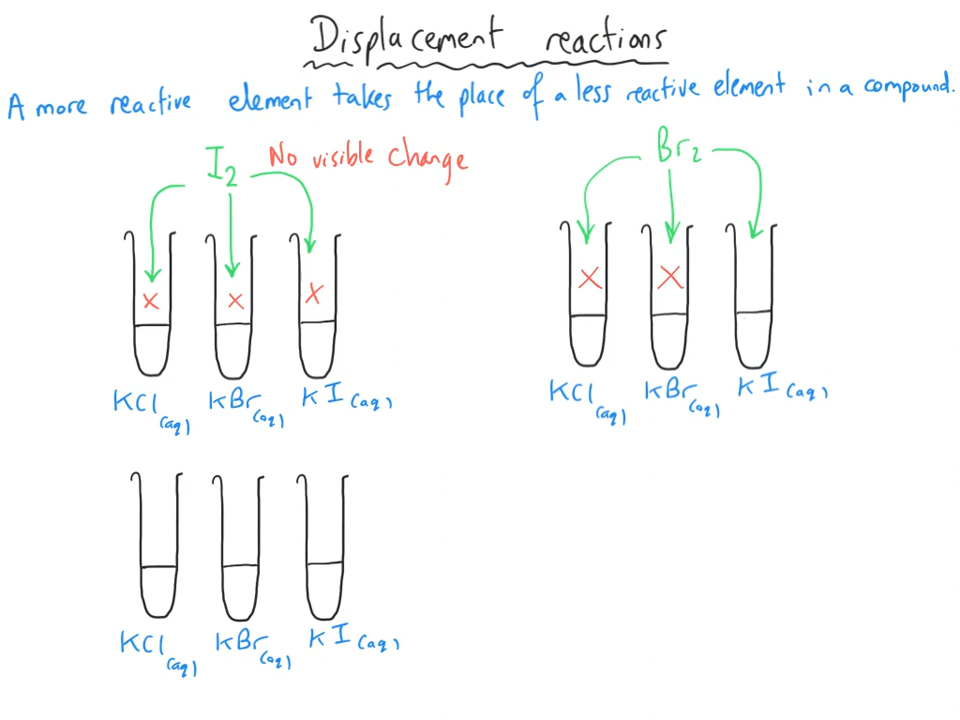 Displacement reactions
A more reactive element takes the place of a less reactive element in a compound.
I2 No visible change
Br2
x x x
x x
KCl(aq) KBr(aq) KI(aq)
KCl(aq) KBr(aq) KI(aq)
KCl(aq) KBr(aq) KI(aq)